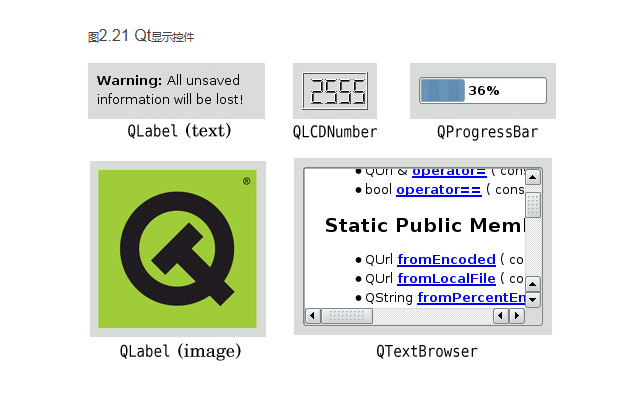 图2.21 Qt显示控件
Warning: All unsaved
information will be lost!
2555
36%
QLabel (text)
QLCDNumber
QProgressBar
®
QLabel (image)
QUrl & operator= ( cons
bool operator== ( cons
Static Public Mem
QUrl fromEncoded ( co
QUrl fromLocalFile ( co
QString fromPercentEn
QTextBrowser